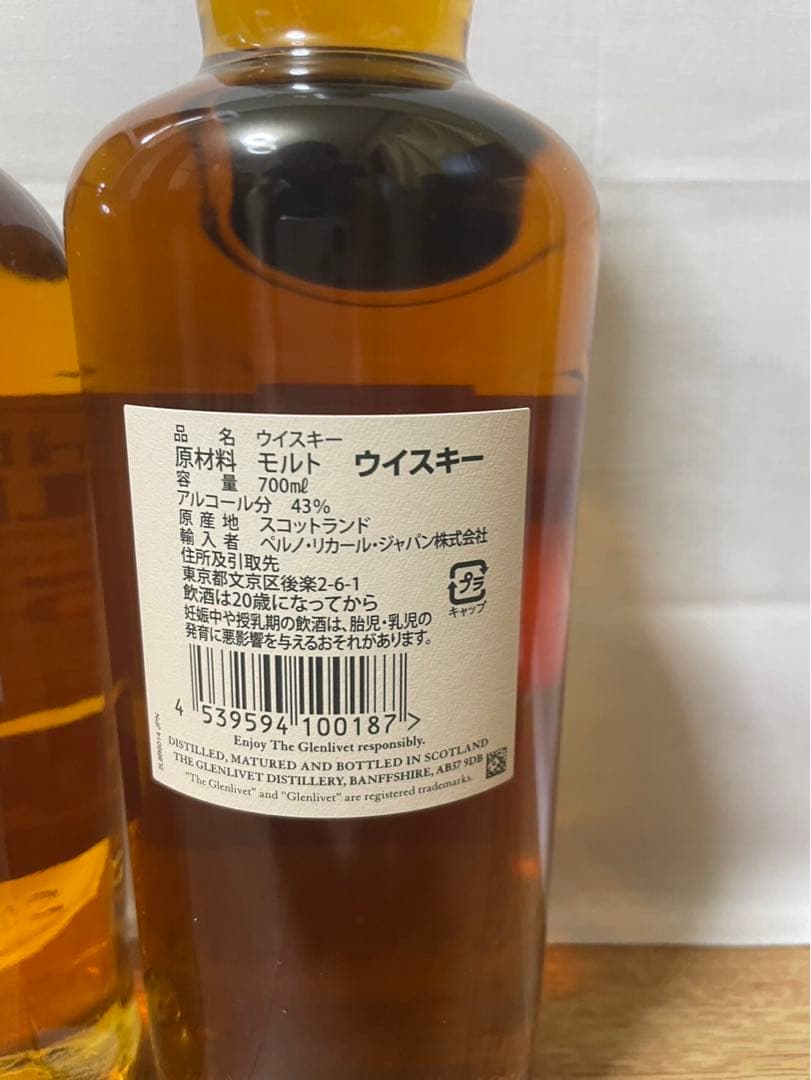 品 名 ウイスキー
原材料 モルト ウイスキー
容 量 700mℓ
アルコール分 43%
原産地 スコットランド
輸入者 ペルノ・リカール・ジャパン株式会社
住所及引取先
東京都文京区後楽2-6-1
飲酒は20歳になってから
妊娠中や授乳期の飲酒は、胎児・乳児の
発育に悪影響を与えるおそれがあります。
プラ
キャップ
4 539594 100187 >
Enjoy The Glenlivet responsibly.
DISTILLED, MATURED AND BOTTLED IN SCOTLAND
THE GLENLIVET DISTILLERY, BANFFSHIRE, AB37 9DB
“The Glenlivet” and “Glenlivet” are registered trademarks.